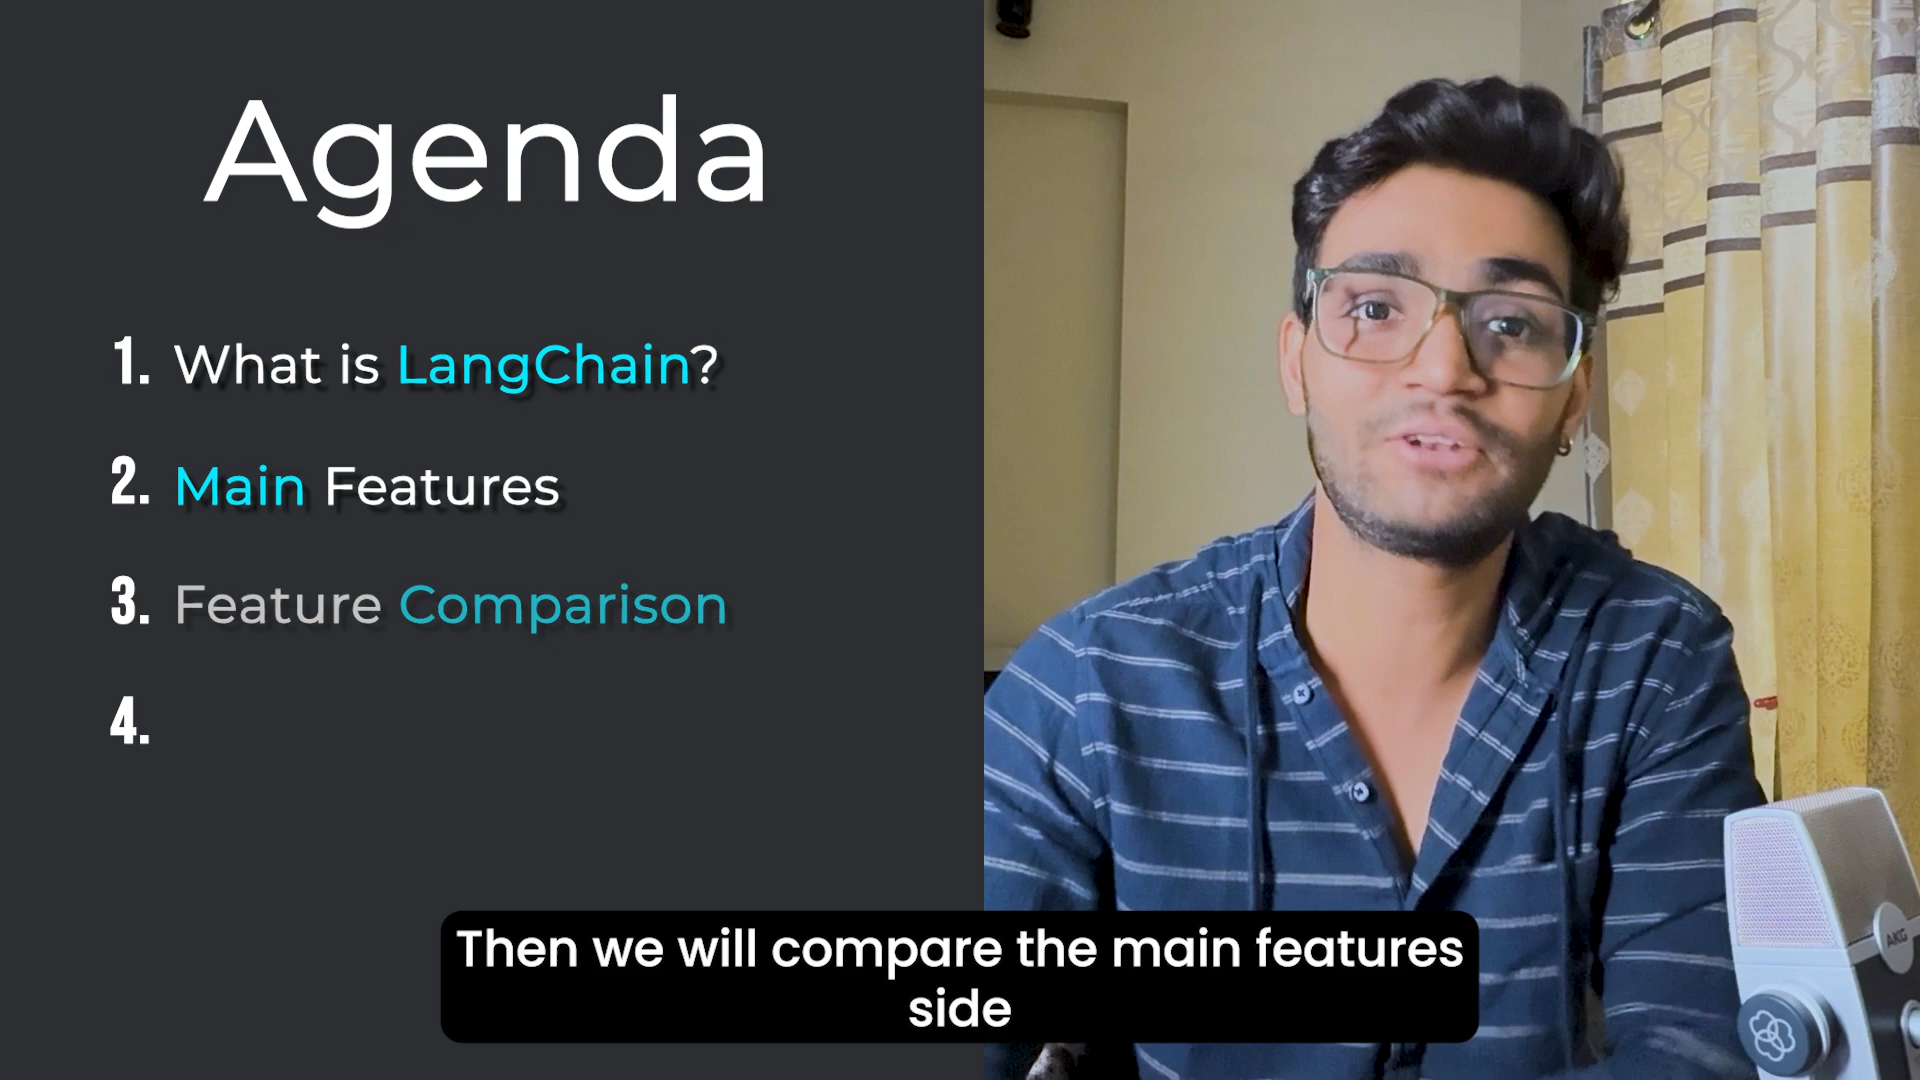 Agenda
1. What is LangChain?
2. Main Features
3. Feature Comparison
4.
Then we will compare the main features
side
AKG